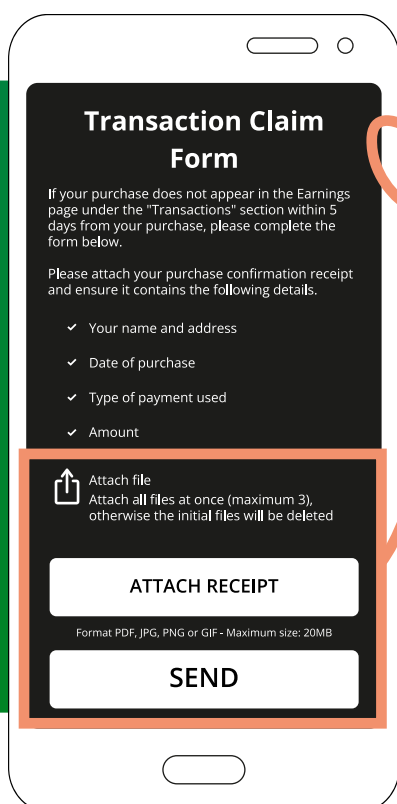 Transaction Claim
Form
If your purchase does not appear in the Earnings
page under the "Transactions" section within 5
days from your purchase, please complete the
form below.
Please attach your purchase confirmation receipt
and ensure it contains the following details.
Your name and address
Date of purchase
Type of payment used
Amount
Attach file
Attach all files at once (maximum 3),
otherwise the initial files will be deleted
ATTACH RECEIPT
Format PDF, JPG, PNG or GIF - Maximum size: 20MB
SEND